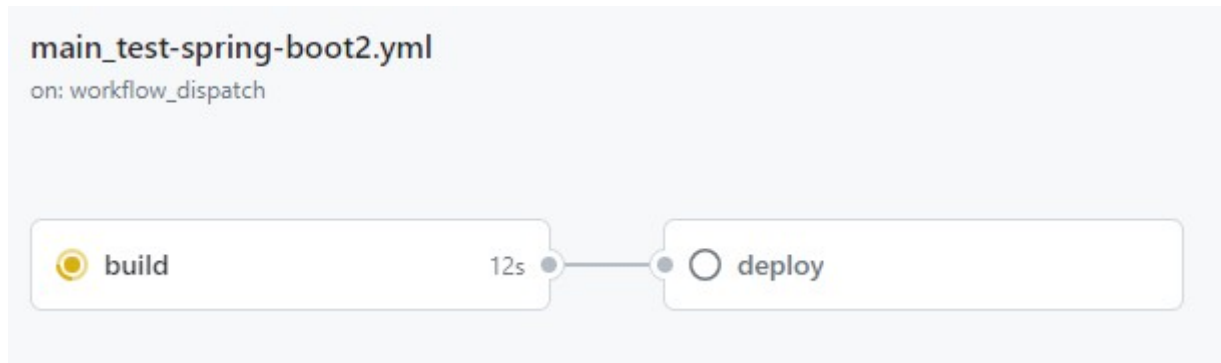 main_test-spring-boot2.yml
on: workflow_dispatch
build 12s deploy